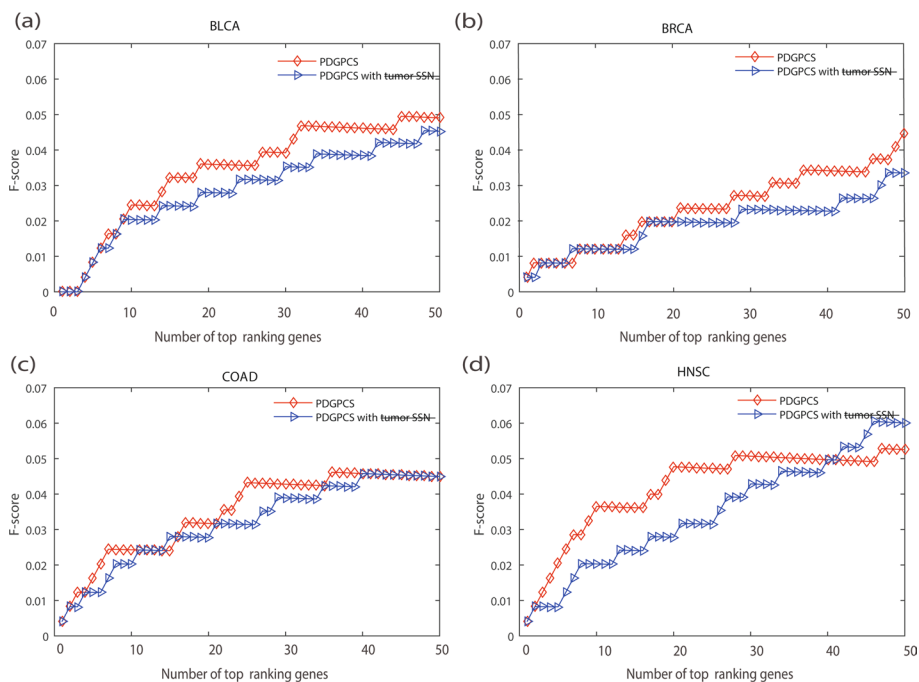 (a)
BLCA
0.07
0.06
0.05
0.04
0.03
0.02
0.01
0
F-score
PDGPCS
PDGPCS with tumor SSN
0 10 20 30 40 50
Number of top ranking genes
(b)
BRCA
0.07
0.06
0.05
0.04
0.03
0.02
0.01
0
F-score
PDGPCS
PDGPCS with tumor SSN
0 10 20 30 40 50
Number of top ranking genes
(c)
COAD
0.07
0.06
0.05
0.04
0.03
0.02
0.01
0
F-score
PDGPCS
PDGPCS with tumor SSN
0 10 20 30 40 50
Number of top ranking genes
(d)
HNSC
0.07
0.06
0.05
0.04
0.03
0.02
0.01
0
F-score
PDGPCS
PDGPCS with tumor SSN
0 10 20 30 40 50
Number of top ranking genes